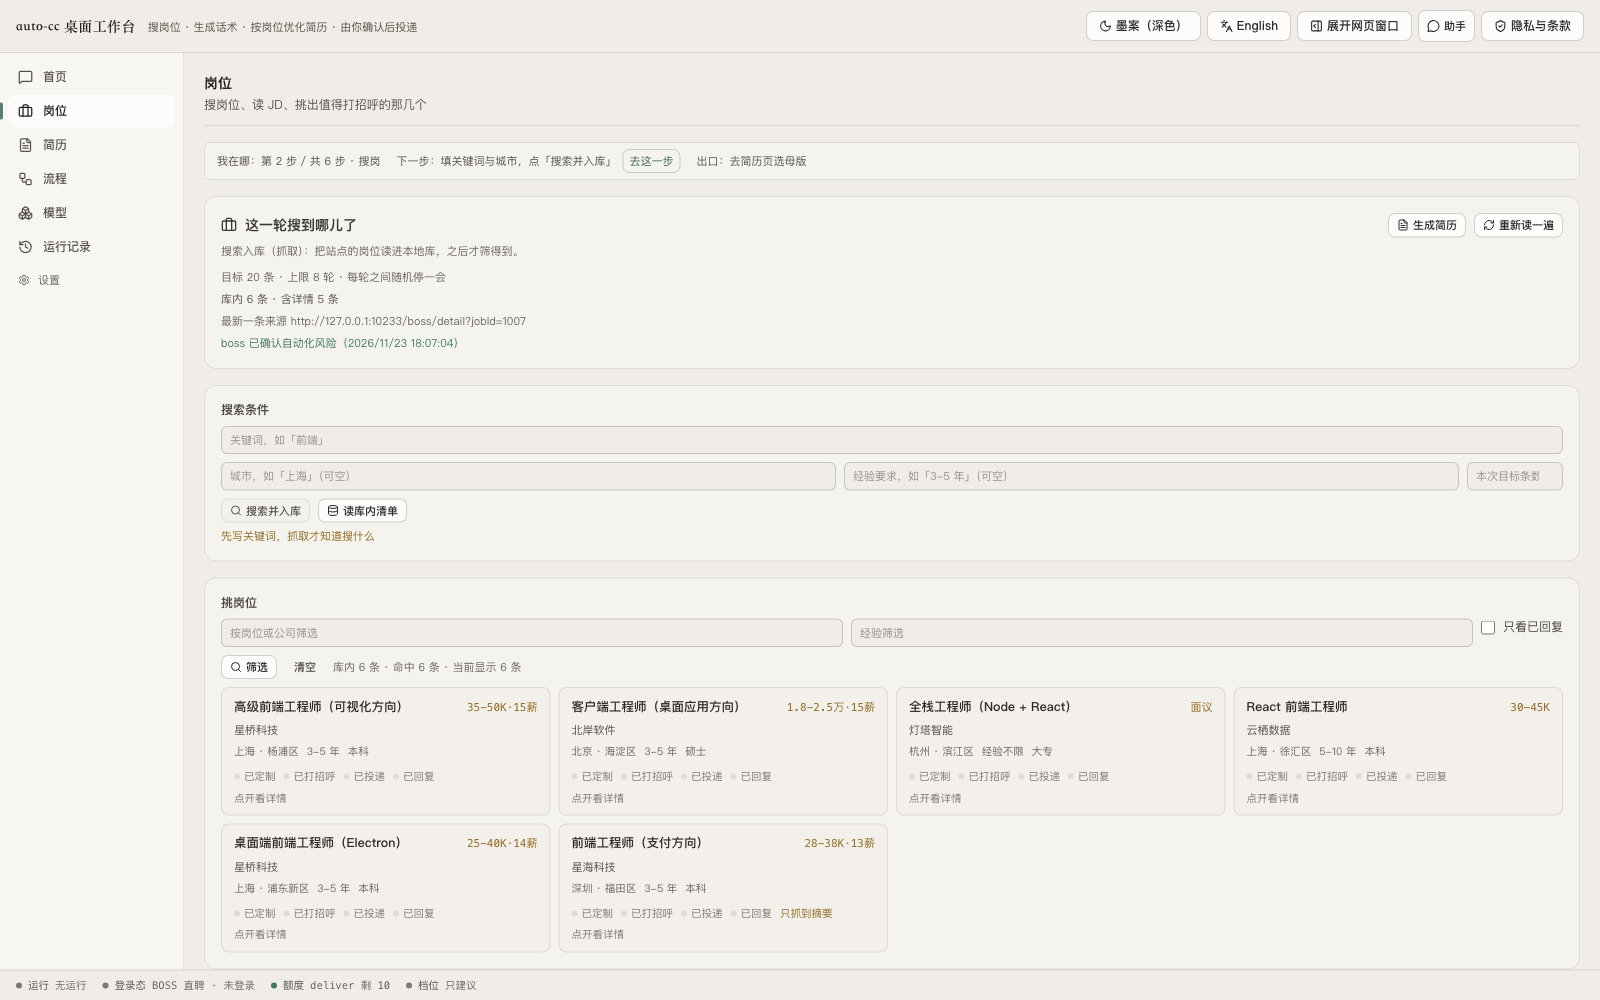 auto-cc 桌面工作台 搜岗位 · 生成话术 · 按岗位优化简历 · 由你确认后投递 墨案（深色） English 展开网页窗口 助手 隐私与条款
首页
岗位
简历
流程
模型
运行记录
设置
岗位
搜岗位、读 JD、挑出值得打招呼的那几个
我在哪：第 2 步 / 共 6 步 · 搜岗 下一步：填关键词与城市，点「搜索并入库」 去这一步 出口：去简历页选母版
这一轮搜到哪儿了 生成简历 重新读一遍
搜索入库（抓取）：把站点的岗位读进本地库，之后才筛得到。
目标 20 条 · 上限 8 轮 · 每轮之间随机停一会
库内 6 条 · 含详情 5 条
最新一条来源 http://127.0.0.1:10233/boss/detail?jobId=1007
boss 已确认自动化风险（2026/11/23 18:07:04）
搜索条件
关键词，如「前端」
城市，如「上海」（可空） 经验要求，如「3–5 年」（可空） 本次目标条数
搜索并入库 读库内清单
先写关键词，抓取才知道搜什么
挑岗位
按岗位或公司筛选 经验筛选 只看已回复
筛选 清空 库内 6 条 · 命中 6 条 · 当前显示 6 条
高级前端工程师（可视化方向） 35-50K·15薪
星桥科技
上海 · 杨浦区 3–5 年 本科
已定制 已打招呼 已投递 已回复
点开看详情
客户端工程师（桌面应用方向） 1.8-2.5万·15薪
北岸软件
北京 · 海淀区 3–5 年 硕士
已定制 已打招呼 已投递 已回复
点开看详情
全栈工程师（Node + React） 面议
灯塔智能
杭州 · 滨江区 经验不限 大专
已定制 已打招呼 已投递 已回复
点开看详情
React 前端工程师 30-45K
云栖数据
上海 · 徐汇区 5–10 年 本科
已定制 已打招呼 已投递 已回复
点开看详情
桌面端前端工程师（Electron） 25-40K·14薪
星桥科技
上海 · 浦东新区 3–5 年 本科
已定制 已打招呼 已投递 已回复
点开看详情
前端工程师（支付方向） 28-38K·13薪
星海科技
深圳 · 福田区 3–5 年 本科
已定制 已打招呼 已投递 已回复 只抓到摘要
点开看详情
运行 无运行 登录态 BOSS 直聘 · 未登录 额度 deliver 剩 10 档位 只建议